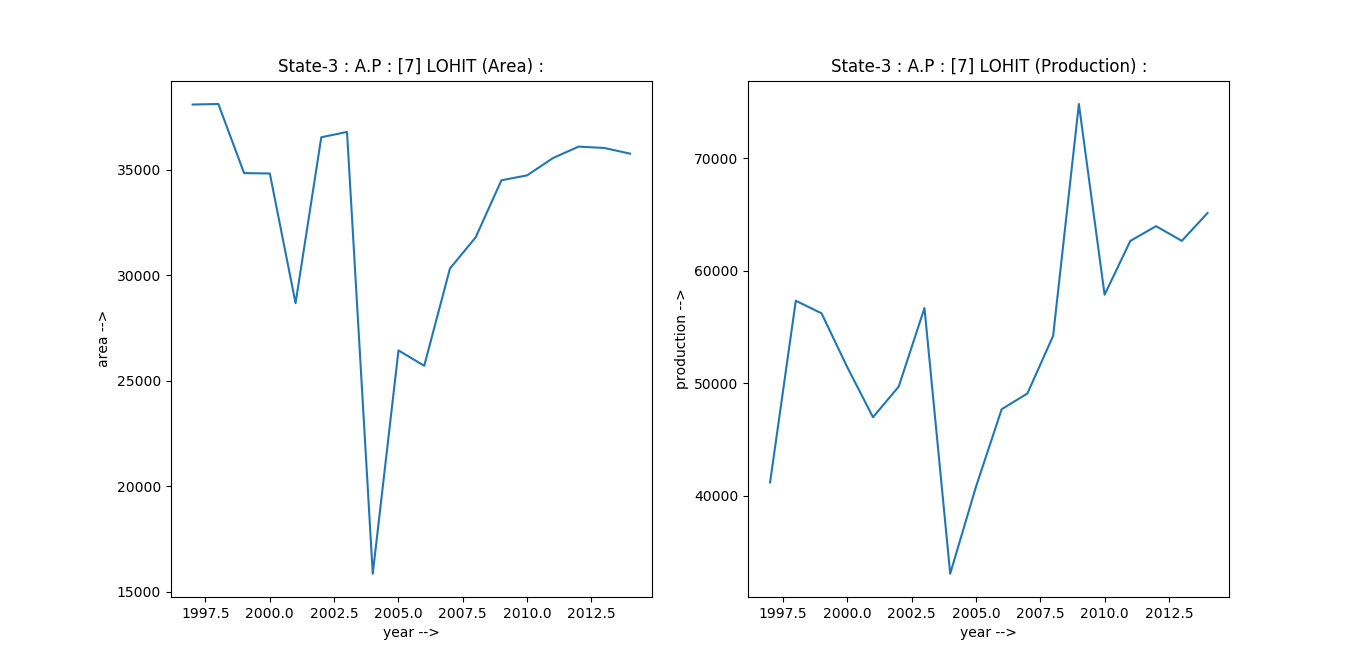 State-3 : A.P : [7] LOHIT (Area) :
35000
30000
25000
20000
15000
area -->
1997.5 2000.0 2002.5 2005.0 2007.5 2010.0 2012.5
year -->
State-3 : A.P : [7] LOHIT (Production) :
70000
60000
50000
40000
production -->
1997.5 2000.0 2002.5 2005.0 2007.5 2010.0 2012.5
year -->